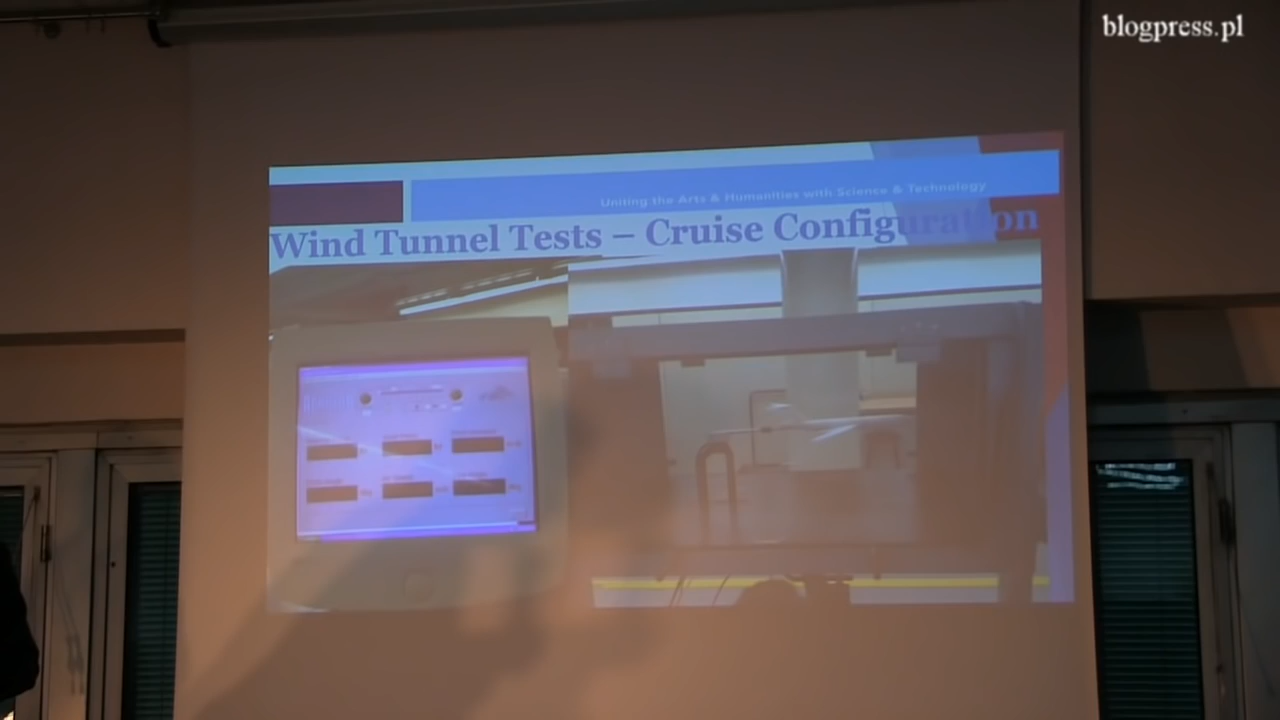 blogpress.pl
Uniting the Arts & Humanities with Science & Technology
Wind Tunnel Tests – Cruise Configuration